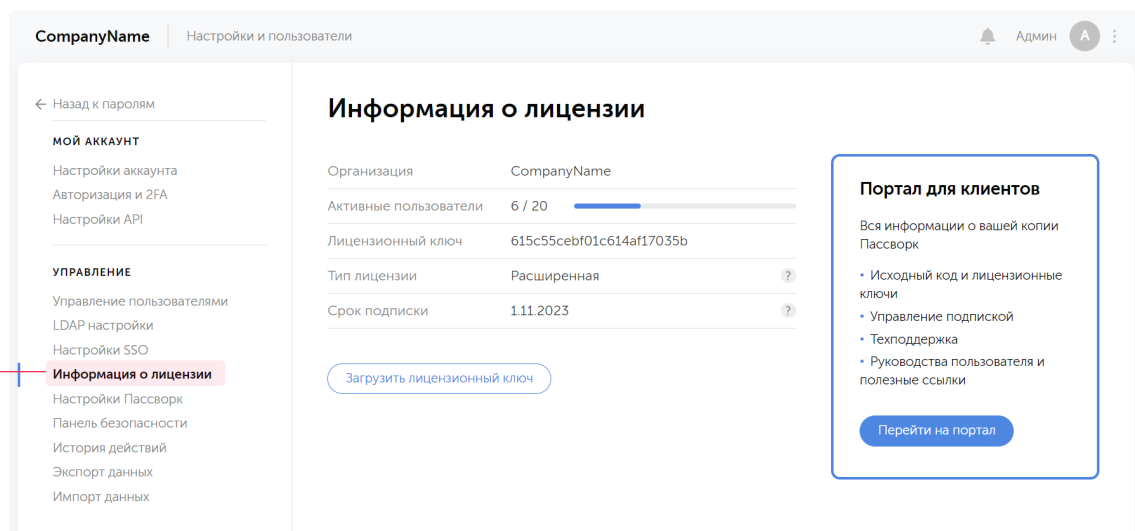 CompanyName
Настройки и пользователи
Админ
А
Назад к паролям
МОЙ АККАУНТ
Настройки аккаунта
Авторизация и 2FA
Настройки API
УПРАВЛЕНИЕ
Управление пользователями
LDAP настройки
Настройки SSO
Информация о лицензии
Настройки Пассворк
Панель безопасности
История действий
Экспорт данных
Импорт данных
Информация о лицензии
Организация CompanyName
Активные пользователи 6 / 20
Лицензионный ключ 615c55cebf01c614af17035b
Тип лицензии Расширенная ?
Срок подписки 1.11.2023 ?
Загрузить лицензионный ключ
Портал для клиентов
Вся информации о вашей копии
Пассворк
• Исходный код и лицензионные
ключи
• Управление подпиской
• Техподдержка
• Руководства пользователя и
полезные ссылки
Перейти на портал